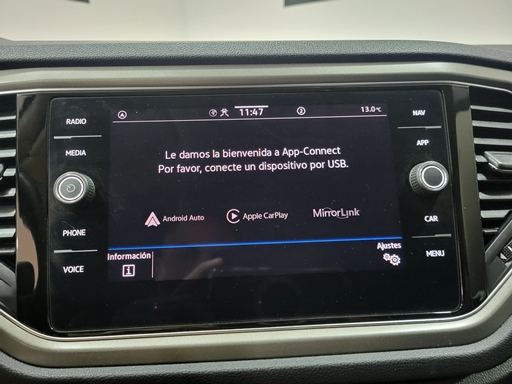 RADIO
MEDIA
PHONE
VOICE
11:47
2
13.0°C
Le damos la bienvenida a App-Connect
Por favor, conecte un dispositivo por USB.
Android Auto
Apple CarPlay
MirrorLink
Información
i
Ajustes
NAV
APP
CAR
MENU